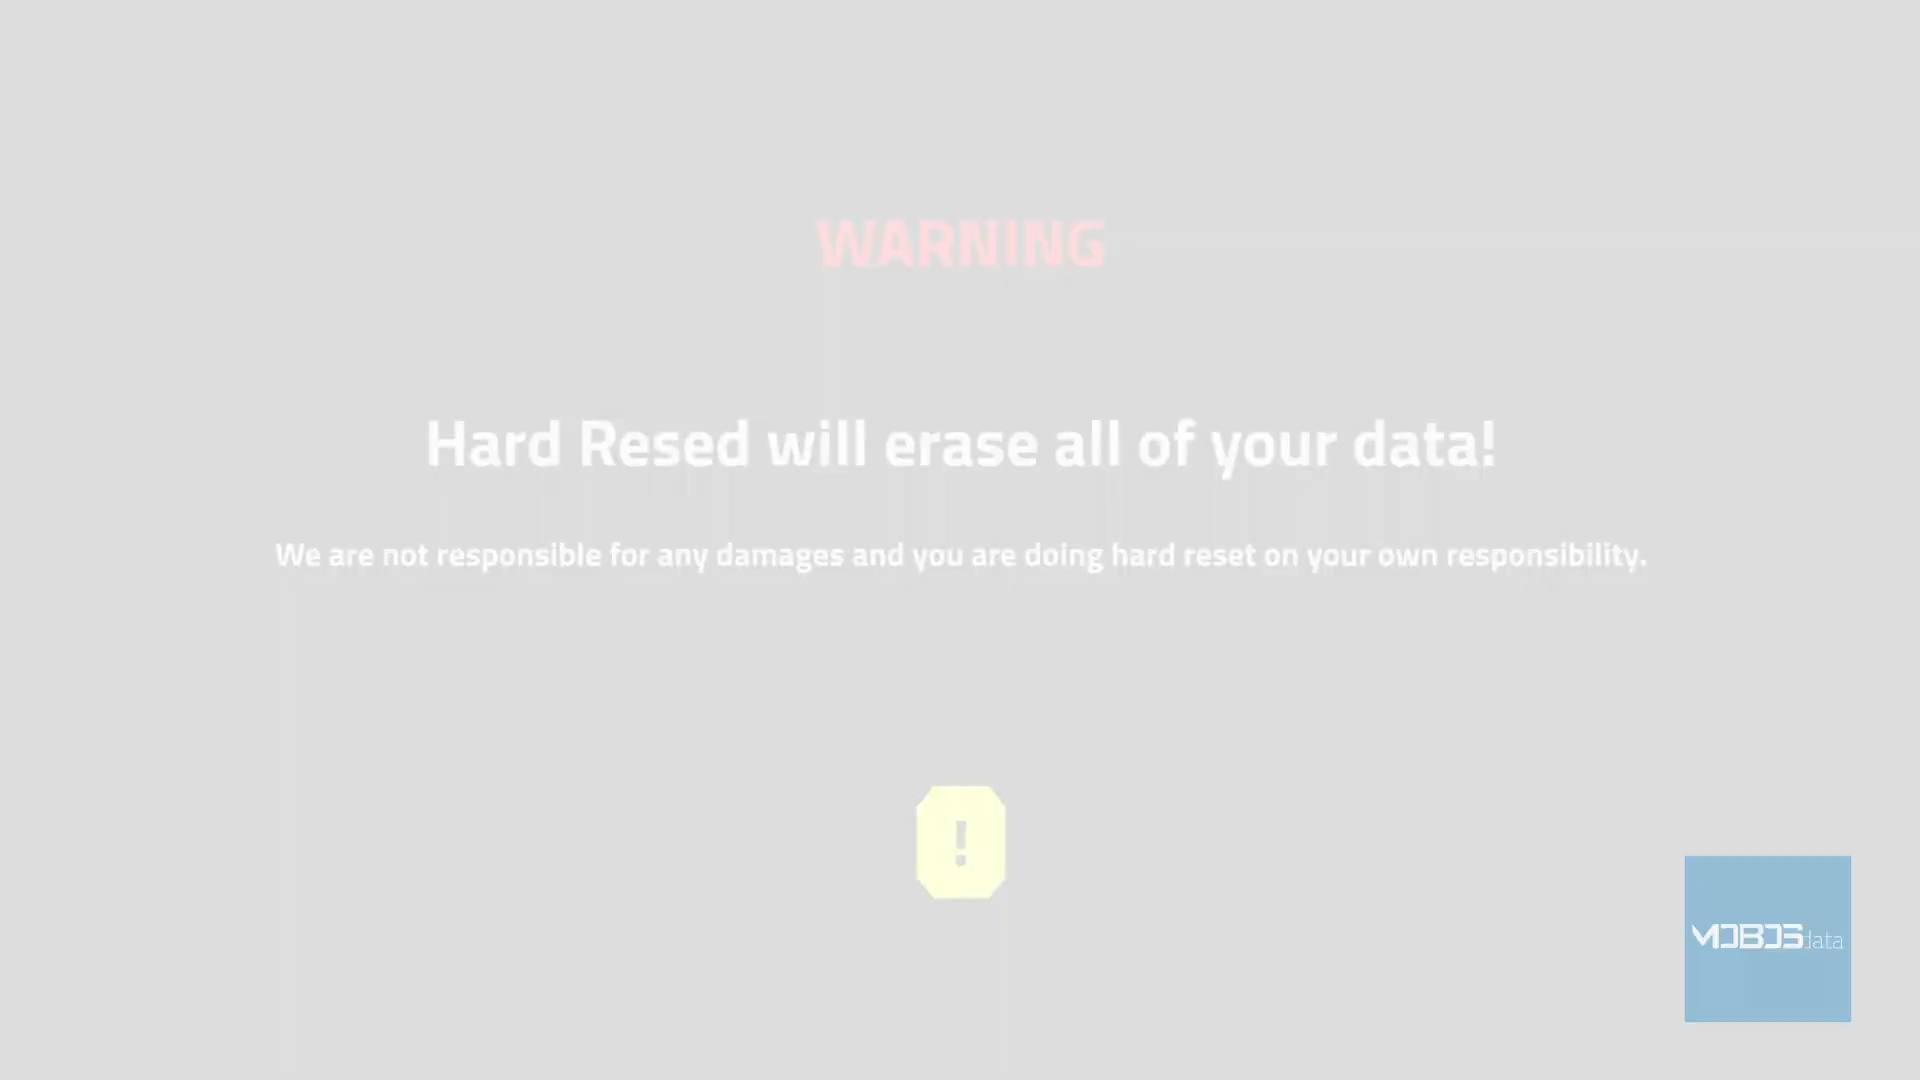 WARNING
Hard Resed will erase all of your data!
We are not responsible for any damages and you are doing hard reset on your own responsibility.
!
MOBOSdata